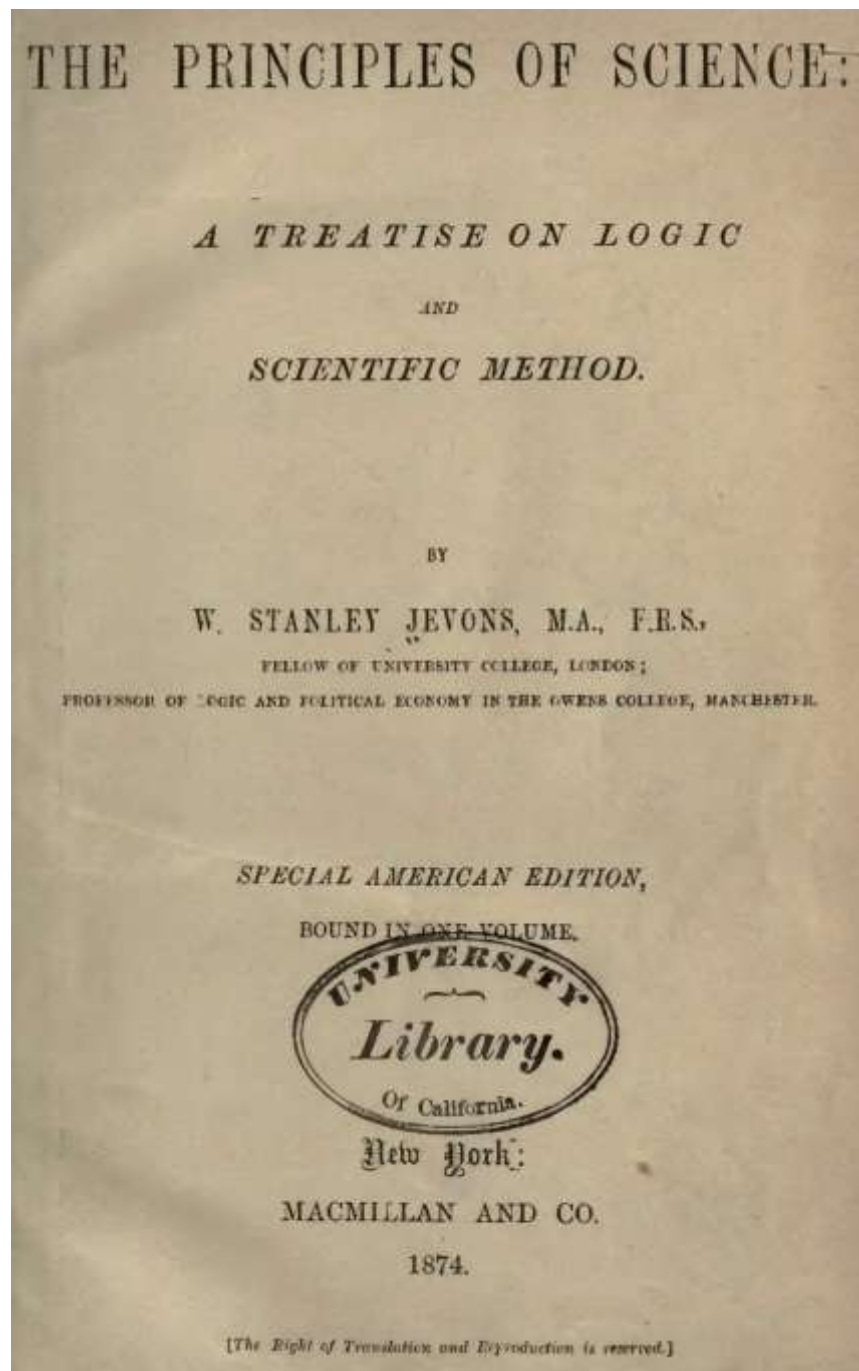 THE PRINCIPLES OF SCIENCE:
A TREATISE ON LOGIC
AND
SCIENTIFIC METHOD.
BY
W. STANLEY JEVONS, M.A., F.R.S.,
FELLOW OF UNIVERSITY COLLEGE, LONDON;
PROFESSOR OF LOGIC AND POLITICAL ECONOMY IN THE OWENS COLLEGE, MANCHESTER.
SPECIAL AMERICAN EDITION,
BOUND IN ONE VOLUME.
UNIVERSITY
Library.
Of California.
New York:
MACMILLAN AND CO.
1874.
[The Right of Translation and Reproduction is reserved.]